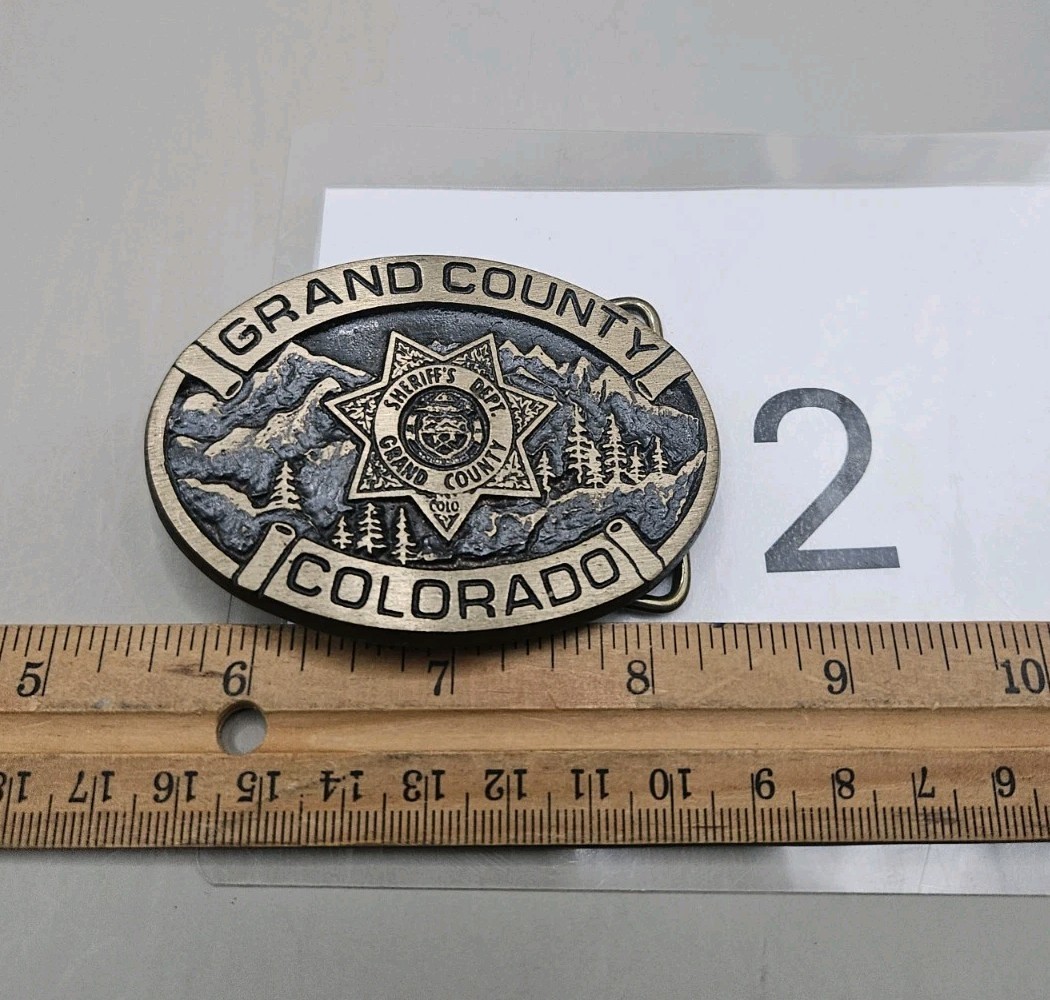 GRAND COUNTY
SHERIFF'S DEPT.
GRAND COUNTY
COLO
COLORADO
2
5 6 7 8 9 10
18 17 16 15 14 13 12 11 10 9 8 7 6